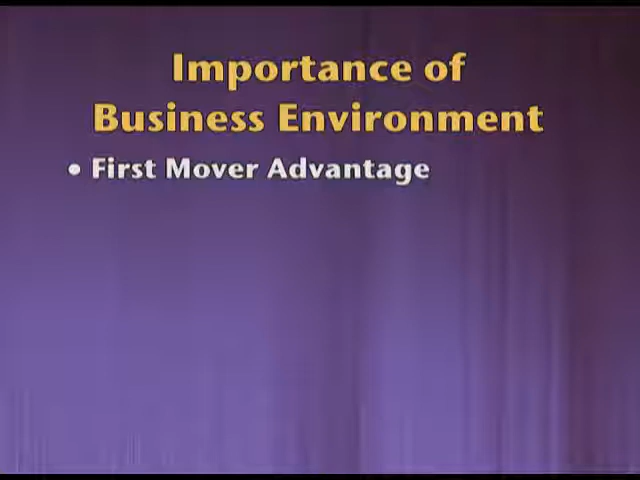 Importance of
Business Environment
• First Mover Advantage